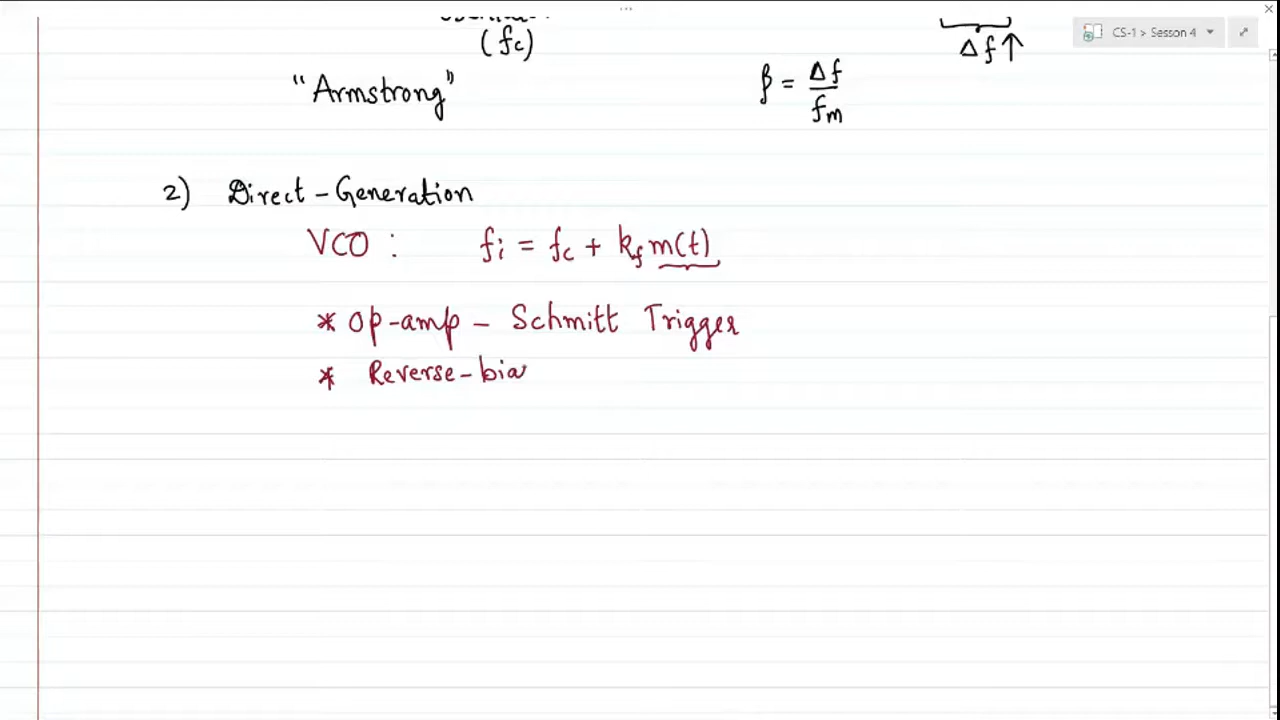 CS-1 > Sesson 4
(fc)
Δf↑
"Armstrong"
β = Δf/fm
2) Direct - Generation
VCO : fi = fc + kf m(t)
* Op-amp - Schmitt Trigger
* Reverse-bia